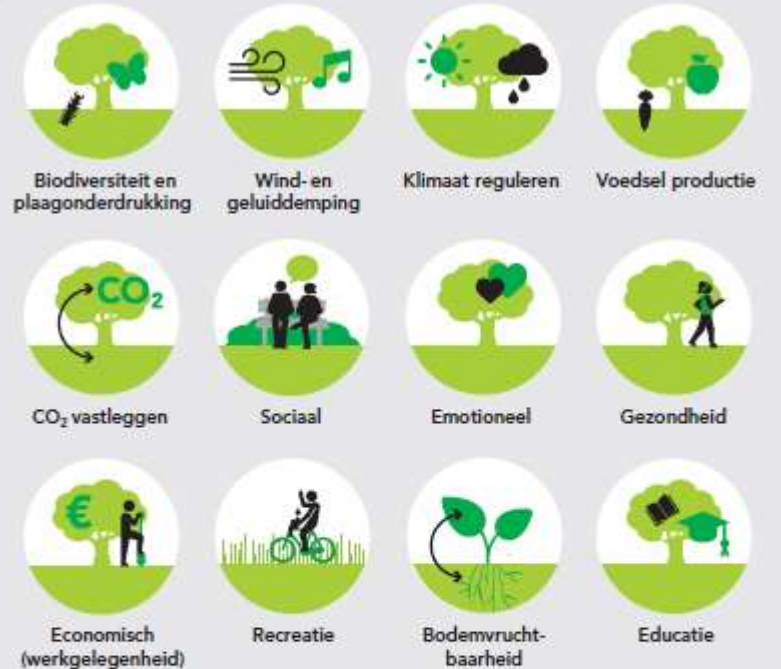 Biodiversiteit en
plaagonderdrukking
Wind- en
geluiddemping
Klimaat reguleren
Voedsel productie
CO₂
CO₂ vastleggen
Sociaal
Emotioneel
Gezondheid
€
Economisch
(werkgelegenheid)
Recreatie
Bodemvrucht-
baarheid
Educatie